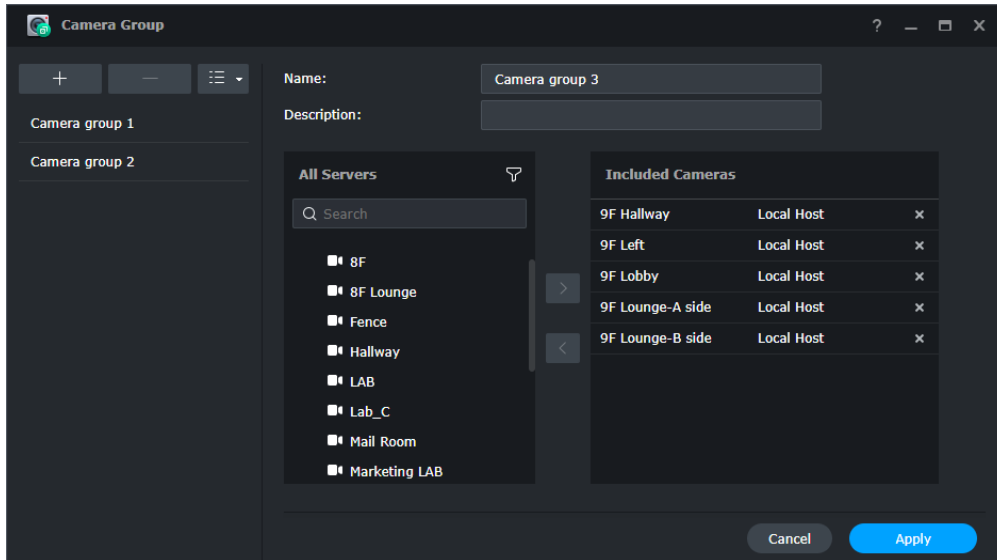 Camera Group
?
Name:
Camera group 3
Description:
Camera group 1
Camera group 2
All Servers
Search
8F
8F Lounge
Fence
Hallway
LAB
Lab_C
Mail Room
Marketing LAB
Included Cameras
9F Hallway Local Host
9F Left Local Host
9F Lobby Local Host
9F Lounge-A side Local Host
9F Lounge-B side Local Host
Cancel
Apply